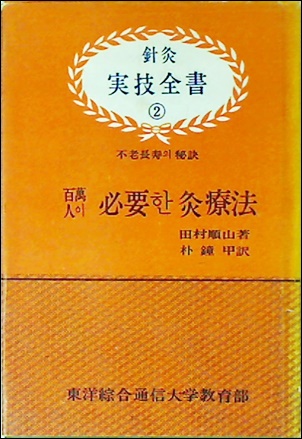 針灸
実技全書
②
不老長寿의 秘訣
百萬人이 必要한 灸療法
田村順山著
朴鐘甲訳
東洋綜合通信大学教育部